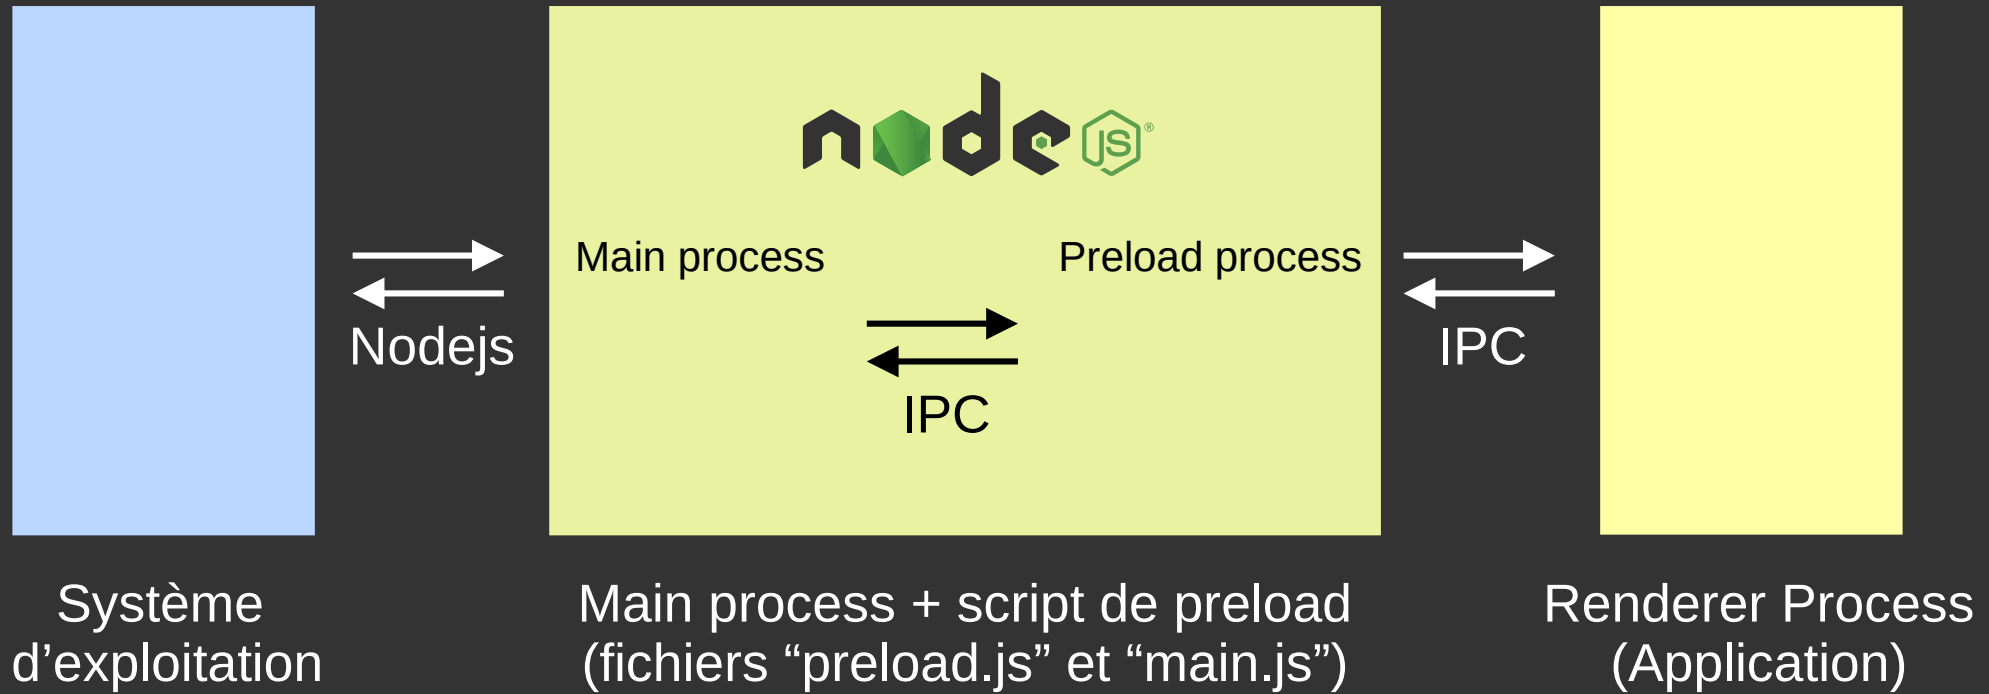 node JS ®
Main process
Preload process
Nodejs
IPC
IPC
Système
d’exploitation
Main process + script de preload
(fichiers “preload.js” et “main.js”)
Renderer Process
(Application)